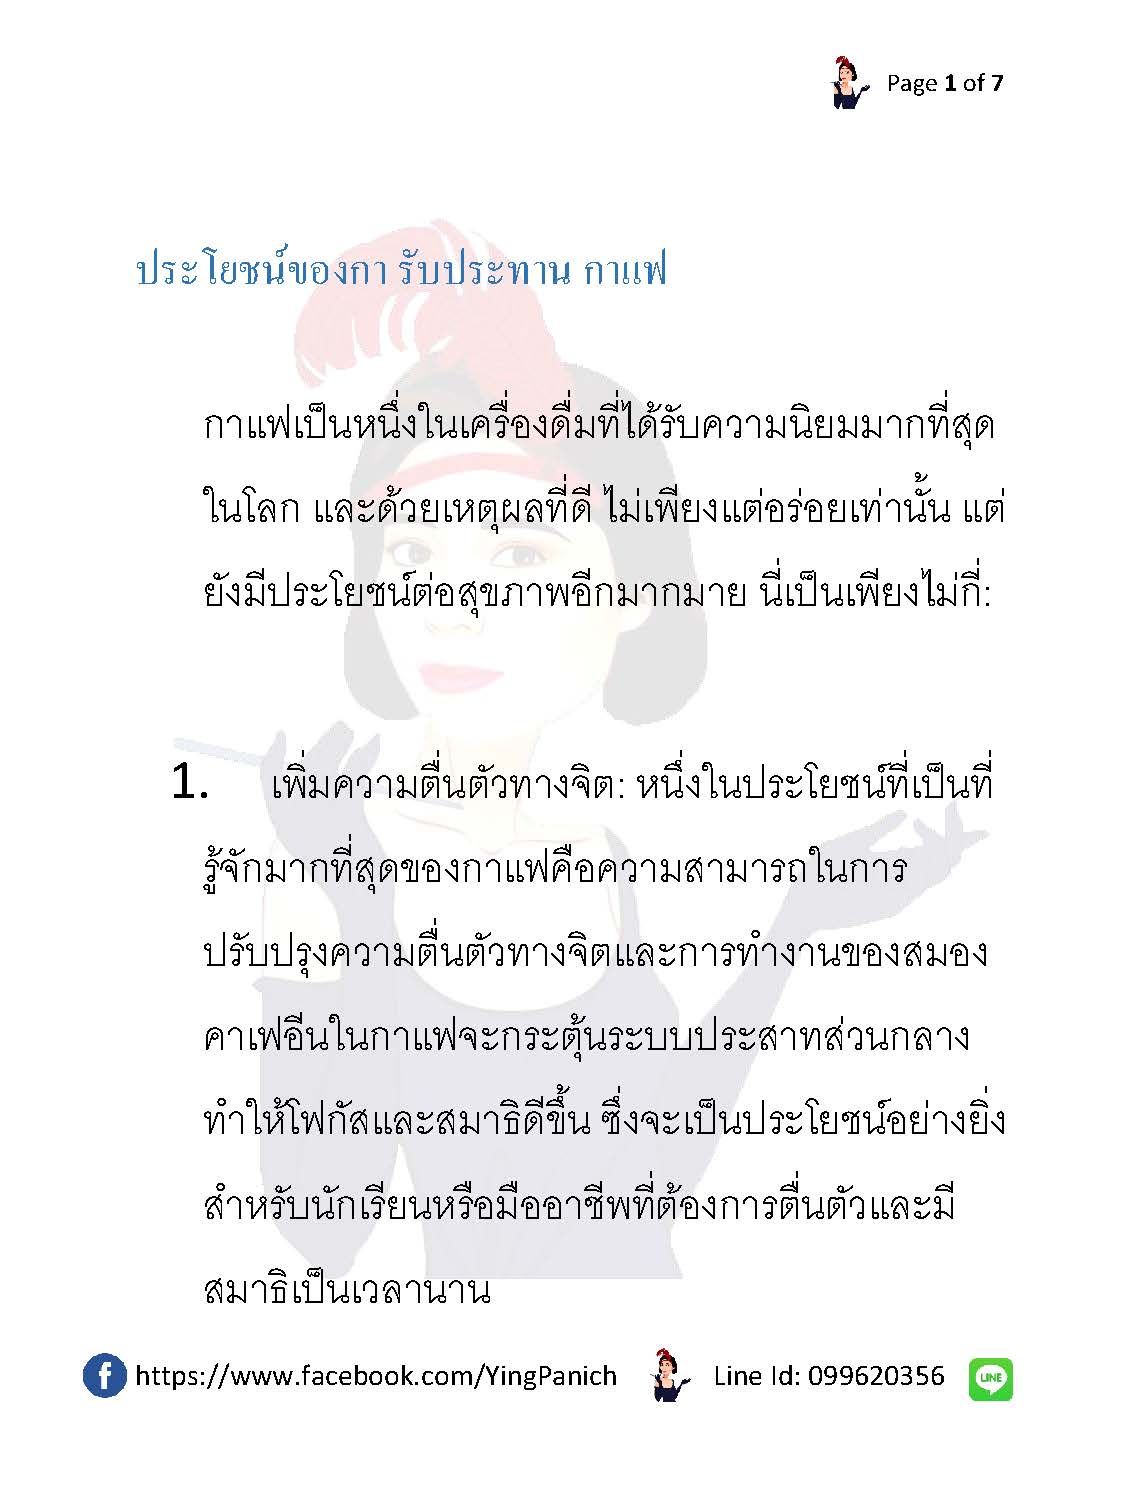 Page 1 of 7
ประโยชน์ของกา รับประทาน กาแฟ
กาแฟเป็นหนึ่งในเครื่องดื่มที่ได้รับความนิยมมากที่สุด
ในโลก และด้วยเหตุผลที่ดี ไม่เพียงแต่อร่อยเท่านั้น แต่
ยังมีประโยชน์ต่อสุขภาพอีกมากมาย นี่เป็นเพียงไม่กี่:
1. เพิ่มความตื่นตัวทางจิต: หนึ่งในประโยชน์ที่เป็นที่
รู้จักมากที่สุดของกาแฟคือความสามารถในการ
ปรับปรุงความตื่นตัวทางจิตและการทำงานของสมอง
คาเฟอีนในกาแฟจะกระตุ้นระบบประสาทส่วนกลาง
ทำให้โฟกัสและสมาธิดีขึ้น ซึ่งจะเป็นประโยชน์อย่างยิ่ง
สำหรับนักเรียนหรือมืออาชีพที่ต้องการตื่นตัวและมี
สมาธิเป็นเวลานาน
https://www.facebook.com/YingPanich Line Id: 099620356 LINE